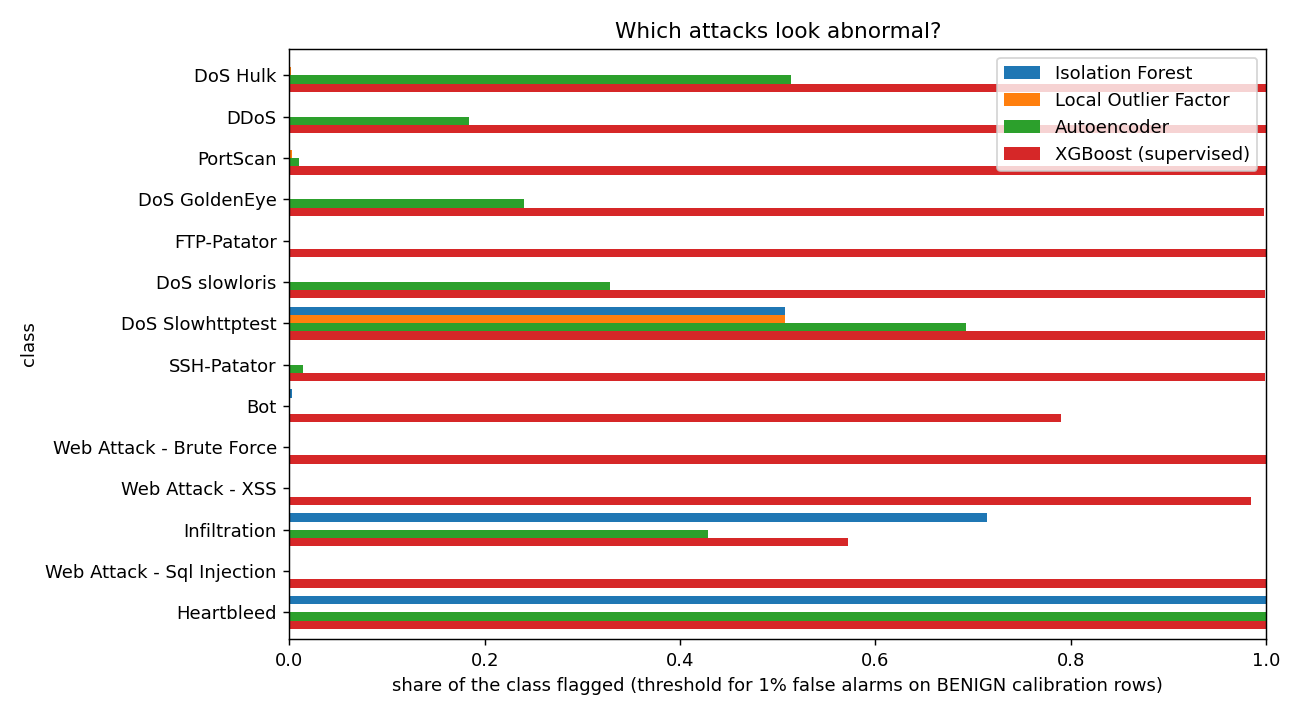 Which attacks look abnormal?
Isolation Forest
Local Outlier Factor
Autoencoder
XGBoost (supervised)
class
DoS Hulk
DDoS
PortScan
DoS GoldenEye
FTP-Patator
DoS slowloris
DoS Slowhttptest
SSH-Patator
Bot
Web Attack - Brute Force
Web Attack - XSS
Infiltration
Web Attack - Sql Injection
Heartbleed
0.0 0.2 0.4 0.6 0.8 1.0
share of the class flagged (threshold for 1% false alarms on BENIGN calibration rows)